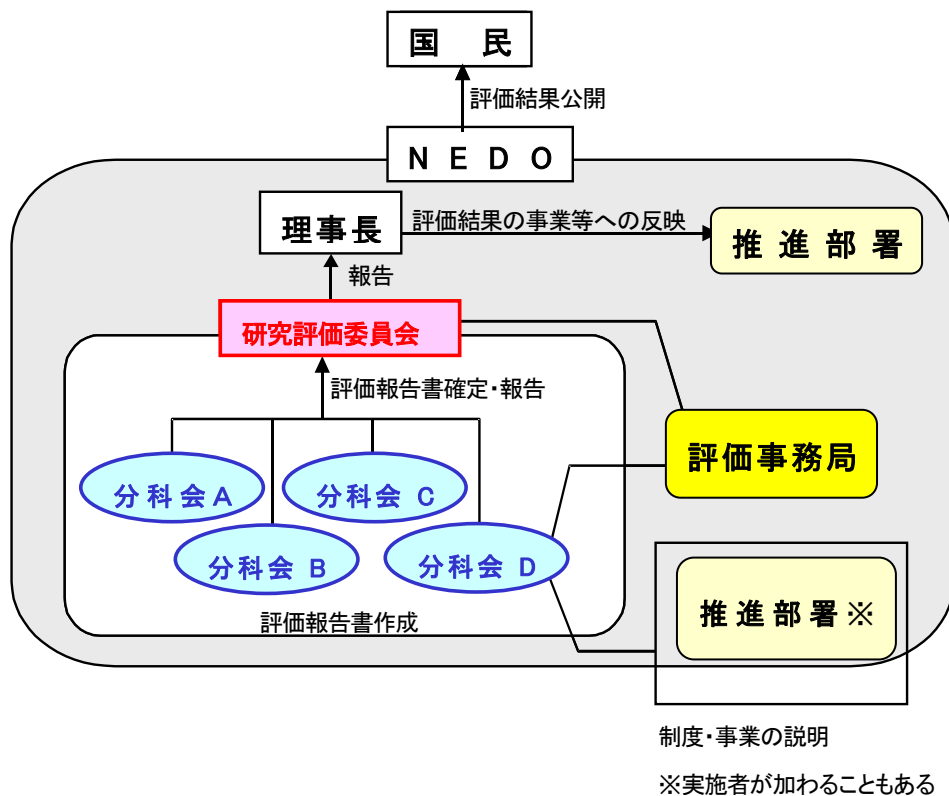 国 民
評価結果公開
N E D O
理事長
評価結果の事業等への反映
推進部署
報告
研究評価委員会
評価報告書確定・報告
評価事務局
分科会A
分科会 C
分科会 B
分科会 D
推進部署※
評価報告書作成
制度・事業の説明
※実施者が加わることもある